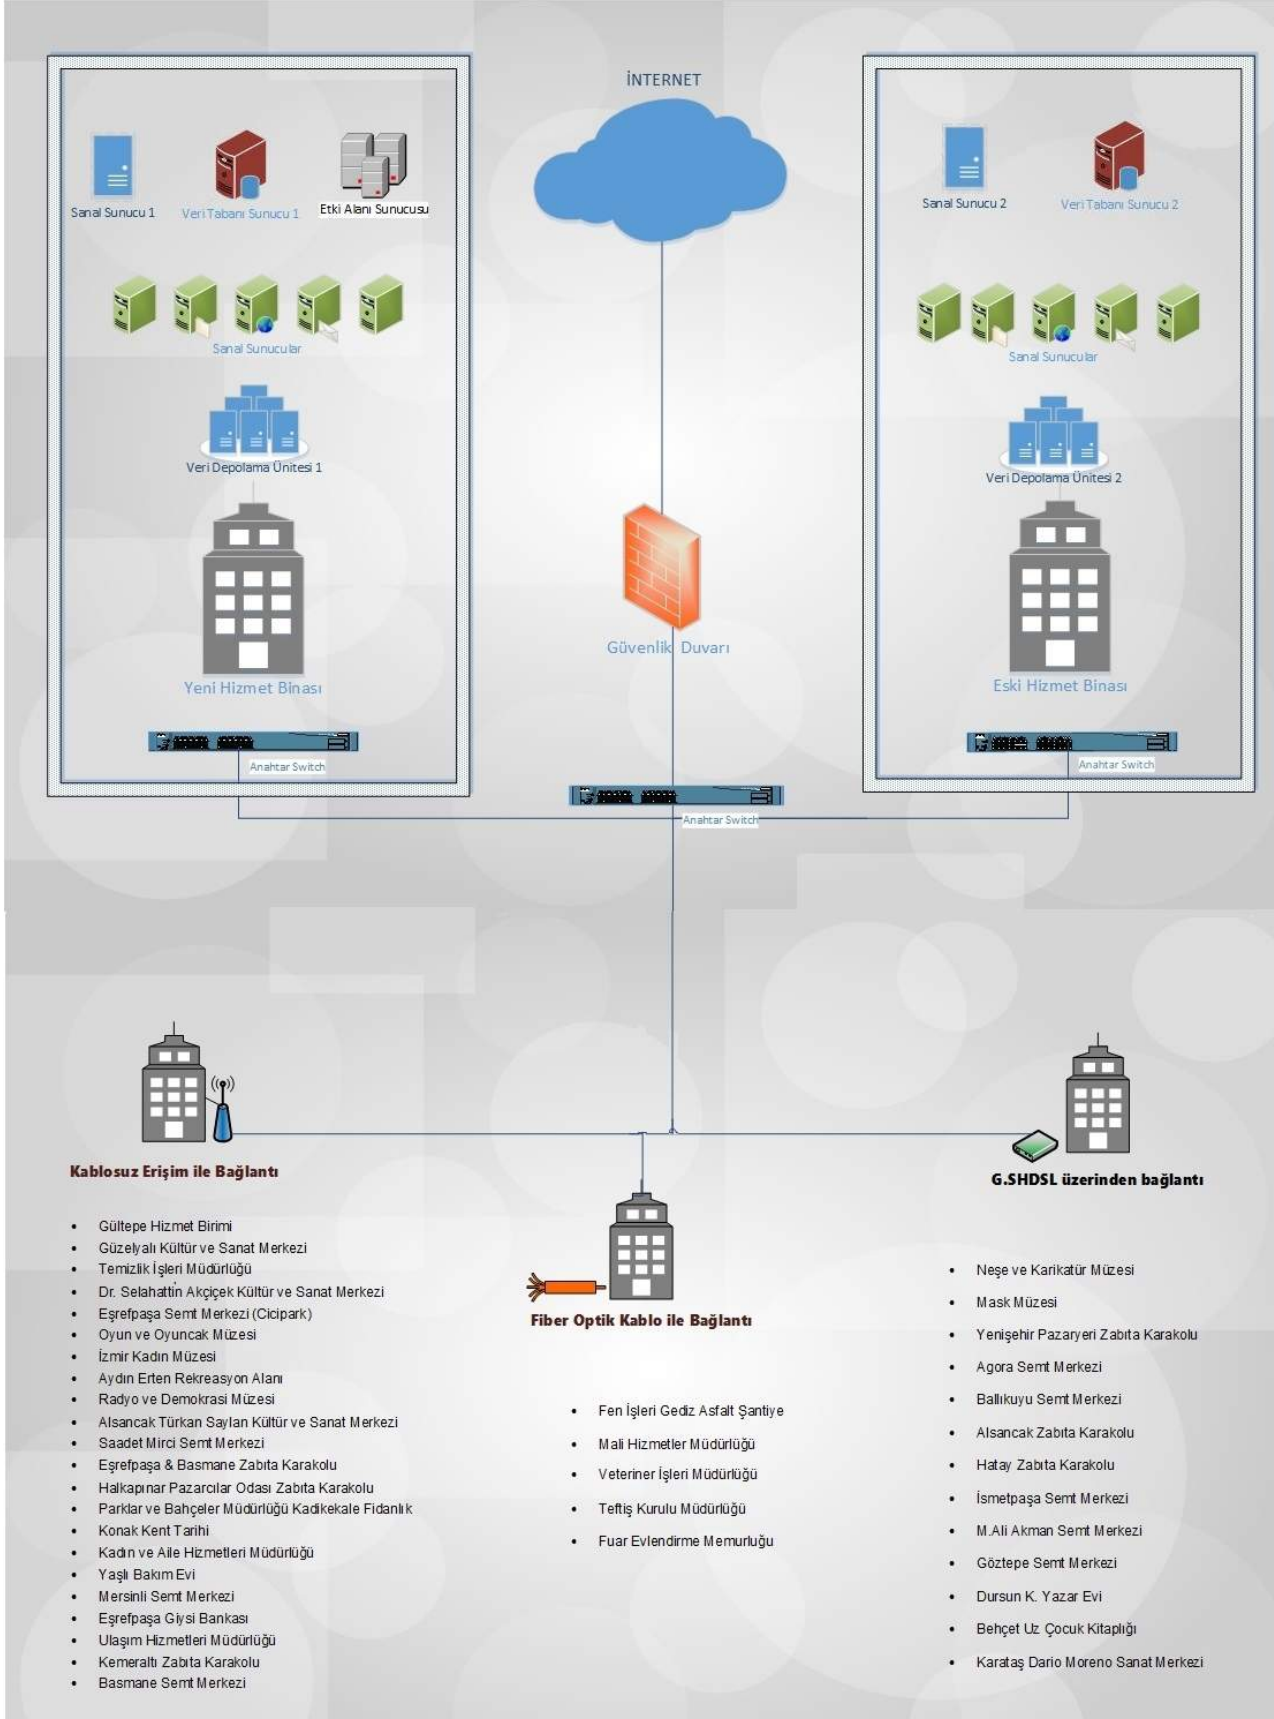 İNTERNET
Sanal Sunucu 1
Veri Tabanı Sunucu 1
Etki Alanı Sunucusu
Sanal Sunucular
Veri Depolama Ünitesi 1
Yeni Hizmet Binası
Anahtar Switch
Güvenlik Duvarı
Anahtar Switch
Sanal Sunucu 2
Veri Tabanı Sunucu 2
Sanal Sunucular
Veri Depolama Ünitesi 2
Eski Hizmet Binası
Anahtar Switch
Kablosuz Erişim ile Bağlantı
• Gültepe Hizmet Birimi
• Güzelyalı Kültür ve Sanat Merkezi
• Temizlik İşleri Müdürlüğü
• Dr. Selahattin Akçiçek Kültür ve Sanat Merkezi
• Eşrefpaşa Semt Merkezi (Cicipark)
• Oyun ve Oyuncak Müzesi
• İzmir Kadın Müzesi
• Aydın Erten Rekreasyon Alanı
• Radyo ve Demokrasi Müzesi
• Alsancak Türkan Saylan Kültür ve Sanat Merkezi
• Saadet Mirci Semt Merkezi
• Eşrefpaşa & Basmane Zabıta Karakolu
• Halkapınar Pazarcılar Odası Zabıta Karakolu
• Parklar ve Bahçeler Müdürlüğü Kadikekale Fidanlık
• Konak Kent Tarihi
• Kadın ve Aile Hizmetleri Müdürlüğü
• Yaşlı Bakım Evi
• Mersinli Semt Merkezi
• Eşrefpaşa Giysi Bankası
• Ulaşım Hizmetleri Müdürlüğü
• Kemeraltı Zabıta Karakolu
• Basmane Semt Merkezi
Fiber Optik Kablo ile Bağlantı
• Fen İşleri Gediz Asfalt Şantiye
• Mali Hizmetler Müdürlüğü
• Veteriner İşleri Müdürlüğü
• Teftiş Kurulu Müdürlüğü
• Fuar Evlendirme Memurluğu
G.SHDSL üzerinden bağlantı
• Neşe ve Karikatür Müzesi
• Mask Müzesi
• Yenişehir Pazaryeri Zabıta Karakolu
• Agora Semt Merkezi
• Ballıkuyu Semt Merkezi
• Alsancak Zabıta Karakolu
• Hatay Zabıta Karakolu
• İsmetpaşa Semt Merkezi
• M.Ali Akman Semt Merkezi
• Göztepe Semt Merkezi
• Dursun K. Yazar Evi
• Behçet Uz Çocuk Kitaplığı
• Karataş Dario Moreno Sanat Merkezi